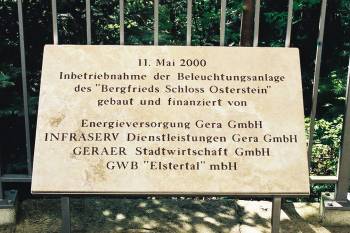 11. Mai 2000
Inbetriebnahme der Beleuchtungsanlage
des "Bergfrieds Schloss Osterstein"
gebaut und finanziert von
Energieversorgung Gera GmbH
INFRASERV Dienstleistungen Gera GmbH
GERAER Stadtwirtschaft GmbH
GWB "Elstertal" mbH